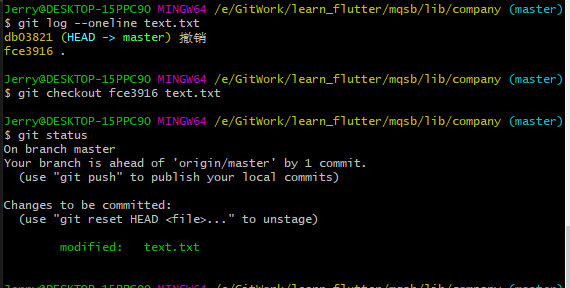 Jerry@DESKTOP-15PPC90 MINGW64 /e/GitWork/learn_flutter/mqsb/lib/company (master)
$ git log --oneline text.txt
db03821 (HEAD -> master) 撤销
fce3916 .
Jerry@DESKTOP-15PPC90 MINGW64 /e/GitWork/learn_flutter/mqsb/lib/company (master)
$ git checkout fce3916 text.txt
Jerry@DESKTOP-15PPC90 MINGW64 /e/GitWork/learn_flutter/mqsb/lib/company (master)
$ git status
On branch master
Your branch is ahead of 'origin/master' by 1 commit.
  (use "git push" to publish your local commits)
Changes to be committed:
  (use "git reset HEAD <file>..." to unstage)
        modified:   text.txt
Jerry@DESKTOP-15PPC90 MINGW64 /e/GitWork/learn_flutter/mqsb/lib/company (master)